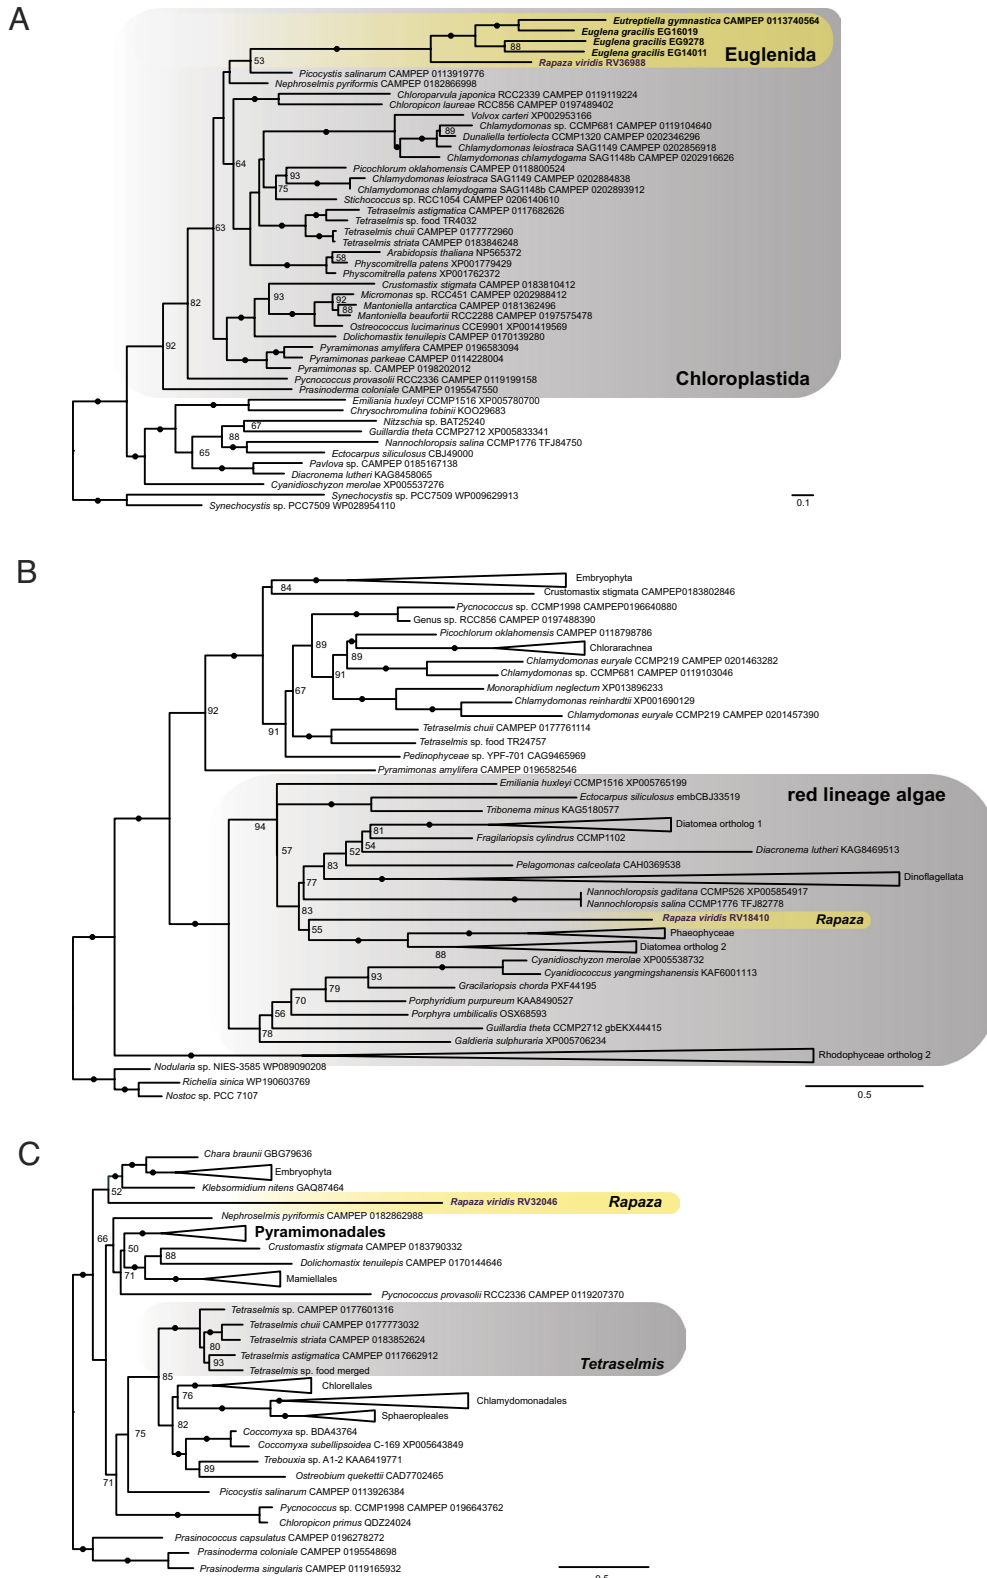 A
Eutreptiella gymnastica CAMPEP 0113740564
Euglena gracilis EG16019
Euglena gracilis EG9278
88
Euglena gracilis EG14011
Euglenida
53
Rapaza viridis RV36988
Picocystis salinarum CAMPEP 0113919776
Nephroselmis pyriformis CAMPEP 0182866998
Chloroparvula japonica RCC2339 CAMPEP 0119119224
Chloropicon laureae RCC856 CAMPEP 0197489402
Volvox carteri XP002953166
Chlamydomonas sp. CCMP681 CAMPEP 0119104640
89
Dunaliella tertiolecta CCMP1320 CAMPEP 0202346296
Chlamydomonas leiostraca SAG1149 CAMPEP 0202856918
Chlamydomonas chlamydogama SAG1148b CAMPEP 0202916626
64
Picochlorum oklahomensis CAMPEP 0118800524
93
Chlamydomonas leiostraca SAG1149 CAMPEP 0202884838
75
Chlamydomonas chlamydogama SAG1148b CAMPEP 0202893912
Stichococcus sp. RCC1054 CAMPEP 0206140610
Tetraselmis astigmatica CAMPEP 0117682626
Tetraselmis sp. food TR4032
63
Tetraselmis chuii CAMPEP 0177772960
Tetraselmis striata CAMPEP 0183846248
Arabidopsis thaliana NP565372
58
Physcomitrella patens XP001779429
Physcomitrella patens XP001762372
Crustomastix stigmata CAMPEP 0183810412
93
Micromonas sp. RCC451 CAMPEP 0202988412
82
92
Mantoniella antarctica CAMPEP 0181362496
88
Mantoniella beaufortii RCC2288 CAMPEP 0197575478
Ostreococcus lucimarinus CCE9901 XP001419569
Dolichomastix tenuilepis CAMPEP 0170139280
92
Pyramimonas amylifera CAMPEP 0196583094
Pyramimonas parkeae CAMPEP 0114228004
Pyramimonas sp. CAMPEP 0198202012
Pycnococcus provasolii RCC2336 CAMPEP 0119199158
Chloroplastida
Prasinoderma coloniale CAMPEP 0195547550
Emiliania huxleyi CCMP1516 XP005780700
Chrysochromulina tobinii KOO29683
Nitzschia sp. BAT25240
67
Guillardia theta CCMP2712 XP005833341
88
Nannochloropsis salina CCMP1776 TFJ84750
65
Ectocarpus siliculosus CBJ49000
Pavlova sp. CAMPEP 0185167138
Diacronema lutheri KAG8458065
Cyanidioschyzon merolae XP005537276
Synechocystis sp. PCC7509 WP009629913
Synechocystis sp. PCC7509 WP028954110
0.1
B
Embryophyta
84
Crustomastix stigmata CAMPEP0183802846
Pycnococcus sp. CCMP1998 CAMPEP0196640880
Genus sp. RCC856 CAMPEP 0197488390
Picochlorum oklahomensis CAMPEP 0118798786
89
Chlorarachnea
89
Chlamydomonas euryale CCMP219 CAMPEP 0201463282
91
Chlamydomonas sp. CCMP681 CAMPEP 0119103046
67
Monoraphidium neglectum XP013896233
Chlamydomonas reinhardtii XP001690129
92
Chlamydomonas euryale CCMP219 CAMPEP 0201457390
91
Tetraselmis chuii CAMPEP 0177761114
Tetraselmis sp. food TR24757
Pedinophyceae sp. YPF-701 CAG9465969
Pyramimonas amylifera CAMPEP 0196582546
Emiliania huxleyi CCMP1516 XP005765199
red lineage algae
Ectocarpus siliculosus embCBJ33519
Tribonema minus KAG5180577
94
Diatomea ortholog 1
81
Fragilariopsis cylindrus CCMP1102
54
57
52
Diacronema lutheri KAG8469513
83
Pelagomonas calceolata CAH0369538
Dinoflagellata
77
Nannochloropsis gaditana CCMP526 XP005854917
Nannochloropsis salina CCMP1776 TFJ82778
83
Rapaza viridis RV18410
Rapaza
55
Phaeophyceae
Diatomea ortholog 2
88
Cyanidioschyzon merolae XP005538732
Cyanidiococcus yangmingshanensis KAF6001113
93
Gracilariopsis chorda PXF44195
79
70
Porphyridium purpureum KAA8490527
56
Porphyra umbilicalis OSX68593
Guillardia theta CCMP2712 gbEKX44415
78
Galdieria sulphuraria XP005706234
Rhodophyceae ortholog 2
Nodularia sp. NIES-3585 WP089090208
Richelia sinica WP190603769
Nostoc sp. PCC 7107
0.5
C
Chara braunii GBG79636
Embryophyta
52
Klebsormidium nitens GAQ87464
Rapaza viridis RV32046
Rapaza
Nephroselmis pyriformis CAMPEP 0182862988
66
Pyramimonadales
50
Crustomastix stigmata CAMPEP 0183790332
88
Dolichomastix tenuilepis CAMPEP 0170144646
71
Mamiellales
Pycnococcus provasolii RCC2336 CAMPEP 0119207370
Tetraselmis sp. CAMPEP 0177601316
Tetraselmis chuii CAMPEP 0177773032
Tetraselmis striata CAMPEP 0183852624
80
Tetraselmis astigmatica CAMPEP 0117662912
93
Tetraselmis sp. food merged
Tetraselmis
85
Chlorellales
76
Chlamydomonadales
Sphaeropleales
82
75
Coccomyxa sp. BDA43764
Coccomyxa subellipsoidea C-169 XP005643849
Trebouxia sp. A1-2 KAA6419771
89
Ostreobium quekettii CAD7702465
71
Picocystis salinarum CAMPEP 0113926384
Pycnococcus sp. CCMP1998 CAMPEP 0196643762
Chloropicon primus QDZ24024
Prasinococcus capsulatus CAMPEP 0196278272
Prasinoderma coloniale CAMPEP 0195548698
Prasinoderma singularis CAMPEP 0119165932
0.5